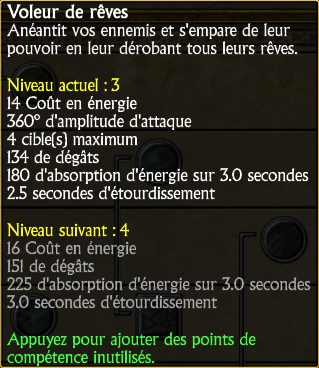 Voleur de rêves
Anéantit vos ennemis et s'empare de leur
pouvoir en leur dérobant tous leurs rêves.
Niveau actuel : 3
14 Coût en énergie
360° d'amplitude d'attaque
4 cible(s) maximum
134 de dégâts
180 d'absorption d'énergie sur 3.0 secondes
2.5 secondes d'étourdissement
Niveau suivant : 4
16 Coût en énergie
151 de dégâts
225 d'absorption d'énergie sur 3.0 secondes
3.0 secondes d'étourdissement
Appuyez pour ajouter des points de
compétence inutilisés.